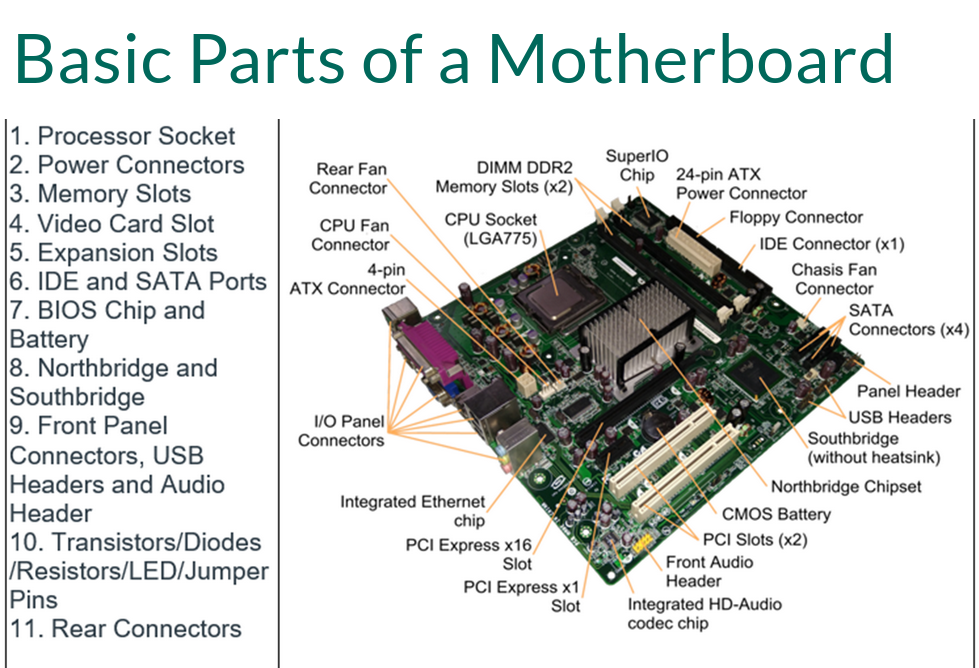 Basic Parts of a Motherboard
1. Processor Socket
2. Power Connectors
3. Memory Slots
4. Video Card Slot
5. Expansion Slots
6. IDE and SATA Ports
7. BIOS Chip and
Battery
8. Northbridge and
Southbridge
9. Front Panel
Connectors, USB
Headers and Audio
Header
10. Transistors/Diodes
/Resistors/LED/Jumper
Pins
11. Rear Connectors
Rear Fan
Connector
CPU Fan
Connector
4-pin
ATX Connector
I/O Panel
Connectors
Integrated Ethernet
chip
PCI Express x16
Slot
PCI Express x1
Slot
DIMM DDR2
Memory Slots (x2)
CPU Socket
(LGA775)
SuperIO
Chip
24-pin ATX
Power Connector
Floppy Connector
IDE Connector (x1)
Chasis Fan
Connector
SATA
Connectors (x4)
Panel Header
USB Headers
Southbridge
(without heatsink)
Northbridge Chipset
CMOS Battery
PCI Slots (x2)
Front Audio
Header
Integrated HD-Audio
codec chip